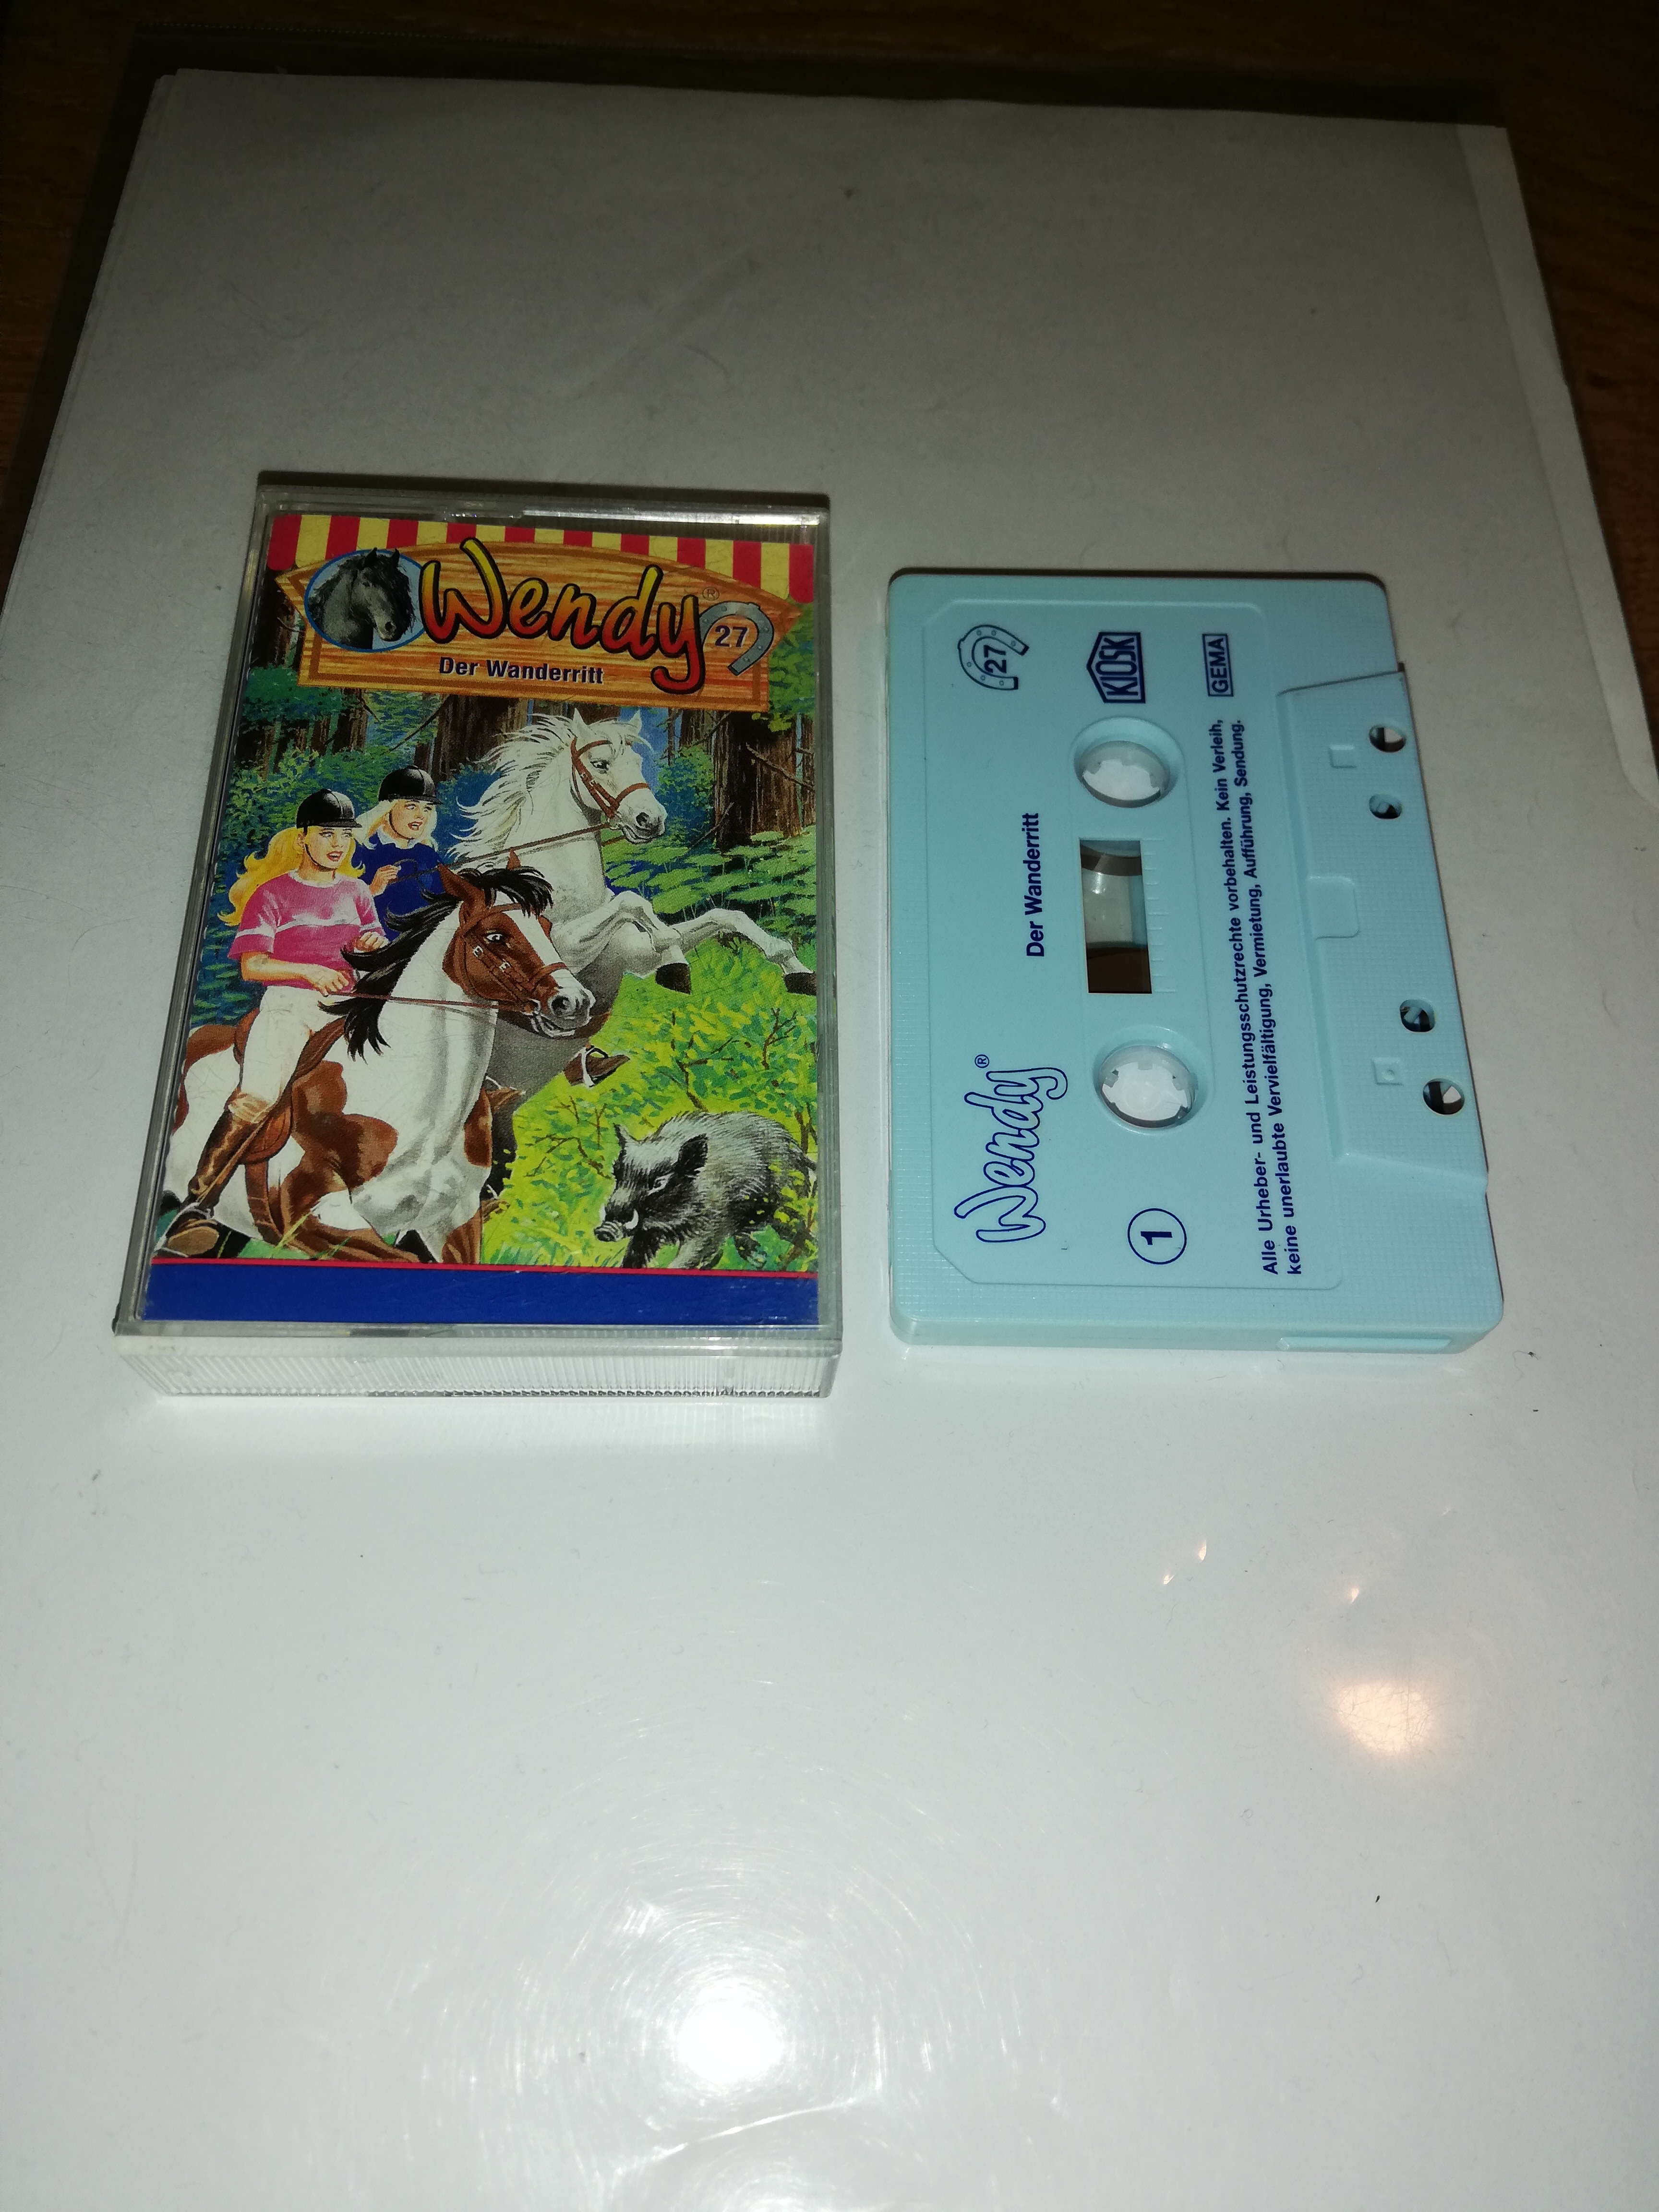 Wendy®
27
Der Wanderritt
Wendy®
27
Der Wanderritt
1
KIOSK
GEMA
Alle Urheber- und Leistungsschutzrechte vorbehalten. Kein Verleih,
keine unerlaubte Vervielfältigung, Vermietung, Aufführung, Sendung.